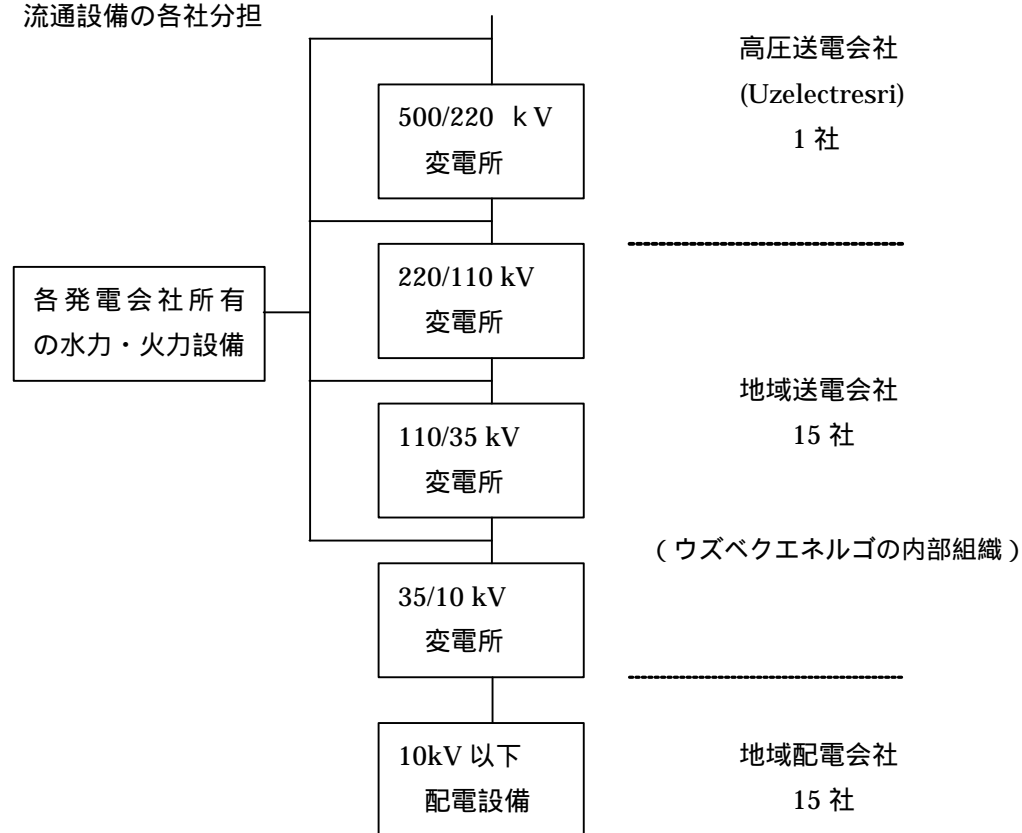 流通設備の各社分担
高圧送電会社
(Uzelectresri)
1 社
500/220 ｋV
変電所
220/110 kV
変電所
各発電会社所有
の水力・火力設備
地域送電会社
15 社
110/35 kV
変電所
（ウズベクエネルゴの内部組織）
35/10 kV
変電所
10kV 以下
配電設備
地域配電会社
15 社